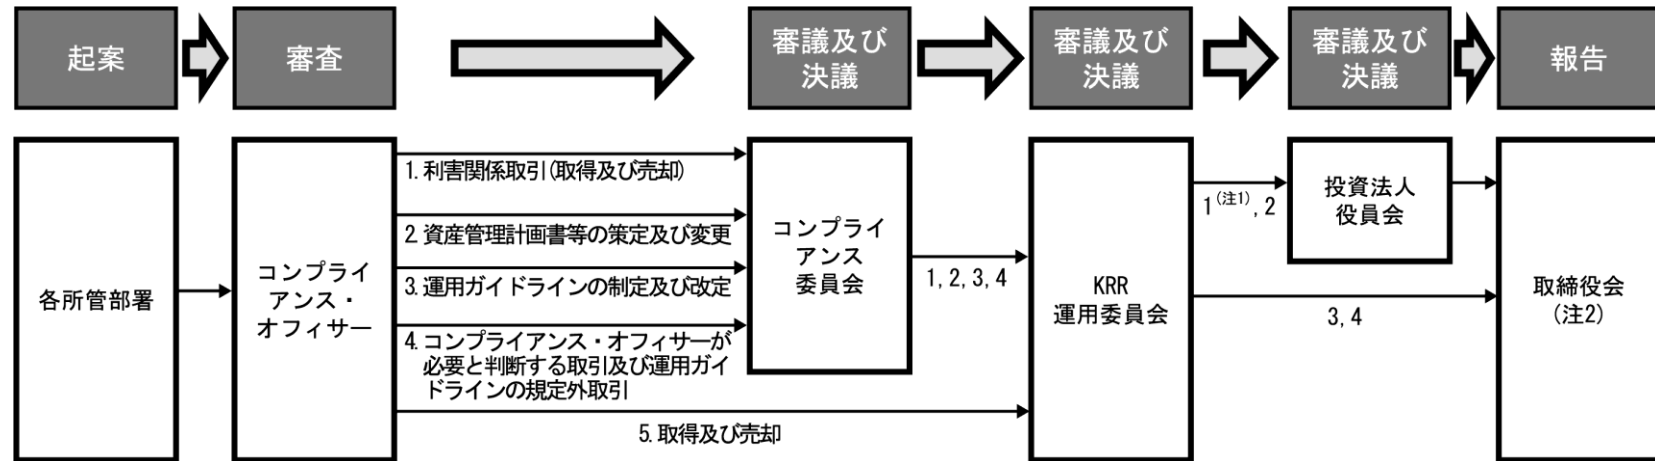 起案
審査
審議及び
決議
審議及び
決議
審議及び
決議
報告
各所管部署
コンプライ
アンス・
オフィサー
1. 利害関係取引(取得及び売却)
2. 資産管理計画書等の策定及び変更
3. 運用ガイドラインの制定及び改定
4. コンプライアンス・オフィサーが
必要と判断する取引及び運用ガイ
ドラインの規定外取引
5. 取得及び売却
コンプライ
アンス
委員会
1, 2, 3, 4
KRR
運用委員会
1(注1), 2
3, 4
投資法人
役員会
取締役会
(注2)